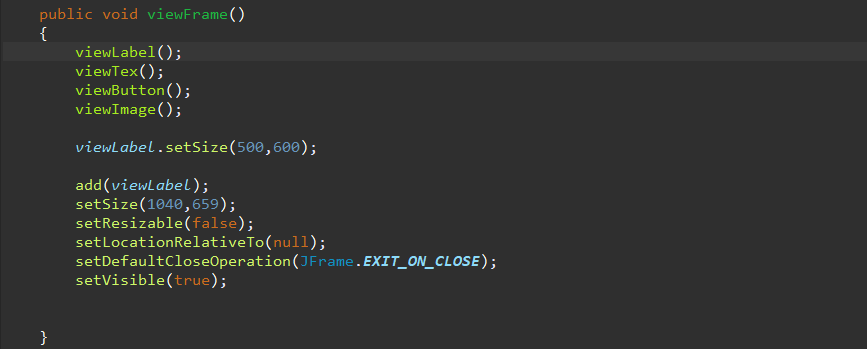 public void viewFrame()
{
viewLabel();
viewTex();
viewButton();
viewImage();
viewLabel.setSize(500,600);
add(viewLabel);
setSize(1040,659);
setResizable(false);
setLocationRelativeTo(null);
setDefaultCloseOperation(JFrame.EXIT_ON_CLOSE);
setVisible(true);
}